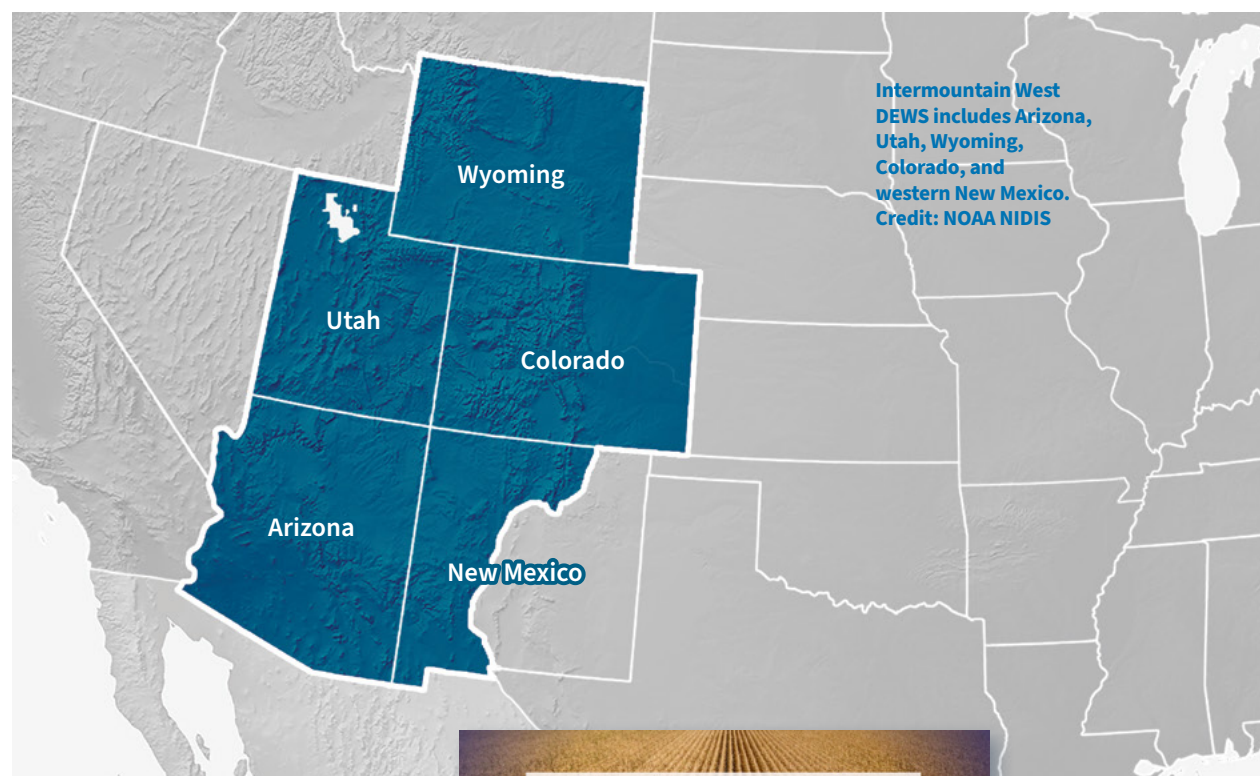 Intermountain West
DEWS includes Arizona,
Utah, Wyoming,
Colorado, and
western New Mexico.
Credit: NOAA NIDIS
Wyoming
Utah
Colorado
Arizona
New Mexico